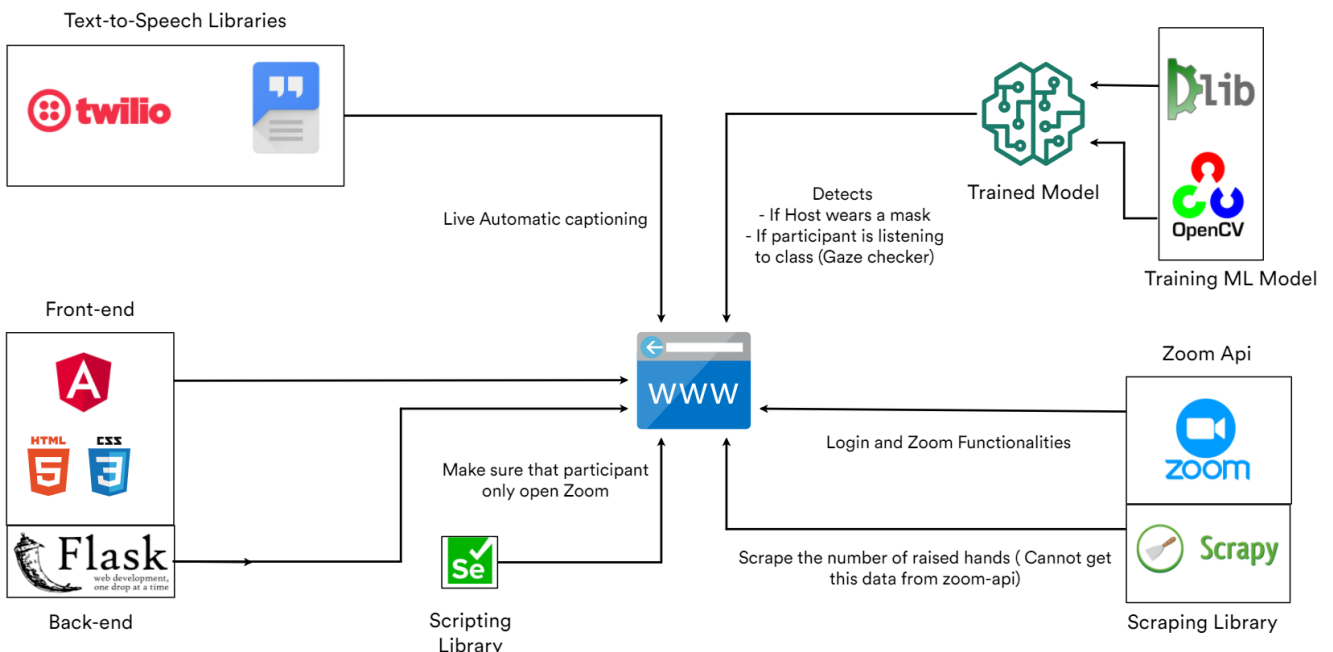 Text-to-Speech Libraries
twilio
Live Automatic captioning
Detects
- If Host wears a mask
- If participant is listening
to class (Gaze checker)
Trained Model
Dlib
OpenCV
Training ML Model
Front-end
A
HTML
5
CSS
3
Flask
web development,
one drop at a time
Back-end
WWW
Make sure that participant
only open Zoom
Se
Scripting
Library
Zoom Api
zoom
Login and Zoom Functionalities
Scrapy
Scrape the number of raised hands ( Cannot get
this data from zoom-api)
Scraping Library